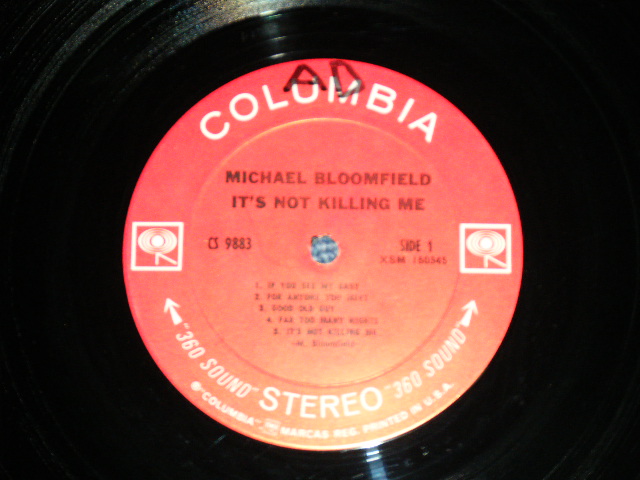 AD
COLUMBIA
MICHAEL BLOOMFIELD
IT'S NOT KILLING ME
CS 9883
SIDE 1
XSM 150345
1. IF YOU SEE MY BABY
2. FOR ANYONE YOU MEET
3. GOOD OLD GUY
4. FAR TOO MANY NIGHTS
5. IT'S NOT KILLING ME
-M. Bloomfield-
"360 SOUND" STEREO "360 SOUND"
® "COLUMBIA" MARCAS REG. PRINTED IN U.S.A.